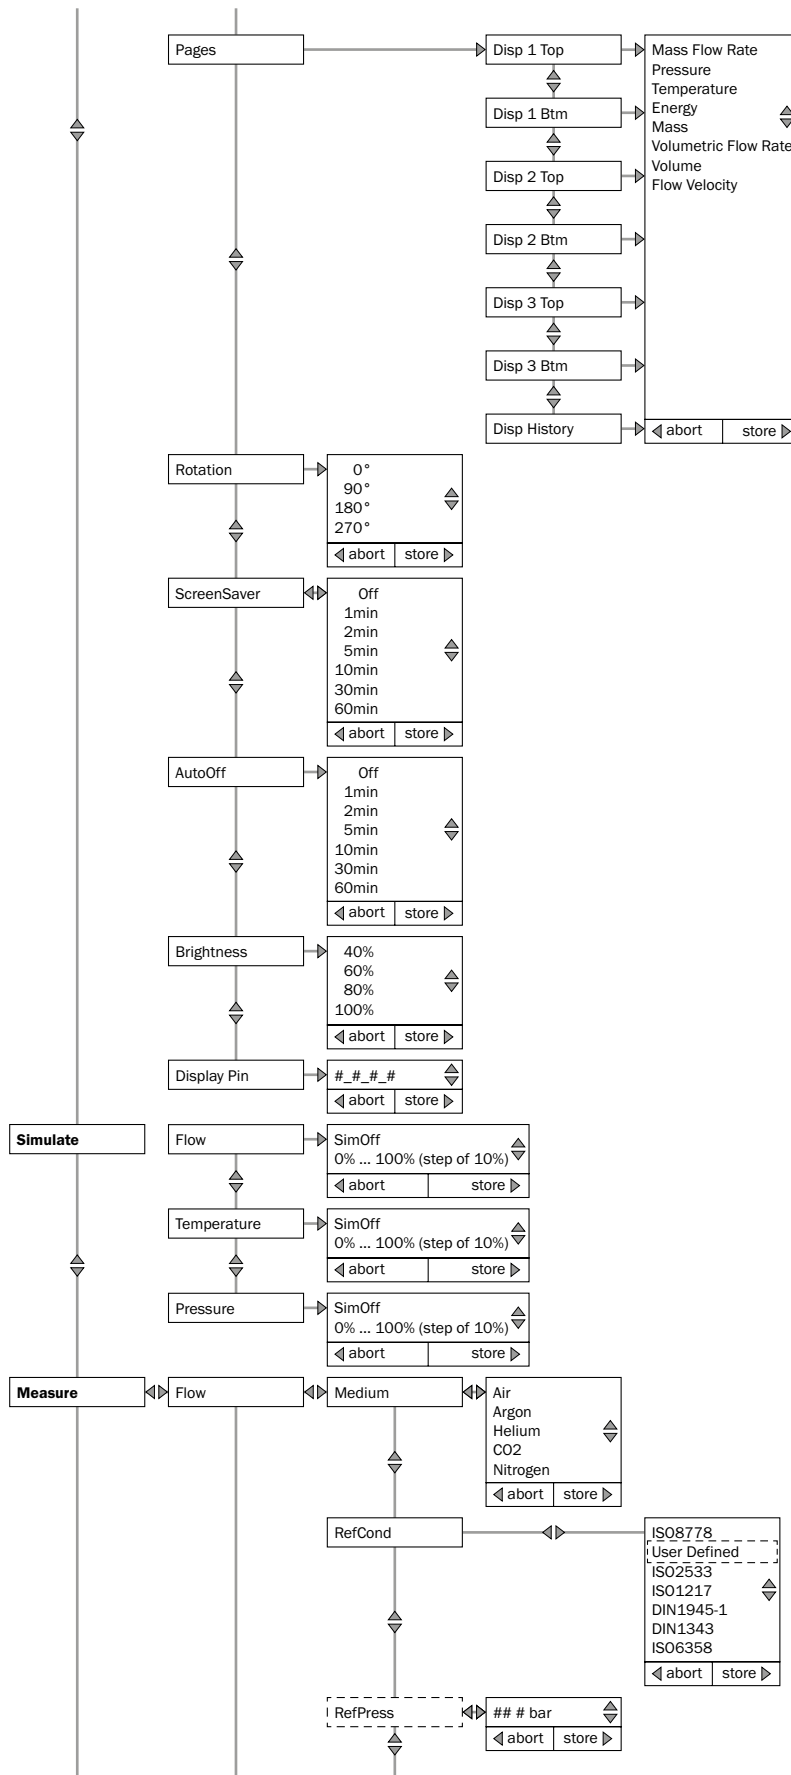 Pages
Disp 1 Top
Mass Flow Rate
Pressure
Temperature
Energy
Mass
Volumetric Flow Rate
Volume
Flow Velocity
Disp 1 Btm
Disp 2 Top
Disp 2 Btm
Disp 3 Top
Disp 3 Btm
Disp History
abort store
Rotation
0°
90°
180°
270°
abort store
ScreenSaver
Off
1min
2min
5min
10min
30min
60min
abort store
AutoOff
Off
1min
2min
5min
10min
30min
60min
abort store
Brightness
40%
60%
80%
100%
abort store
Display Pin
#_#_#_#
abort store
Simulate
Flow
SimOff
0% ... 100% (step of 10%)
abort store
Temperature
SimOff
0% ... 100% (step of 10%)
abort store
Pressure
SimOff
0% ... 100% (step of 10%)
abort store
Measure
Flow
Medium
Air
Argon
Helium
CO2
Nitrogen
abort store
RefCond
ISO8778
User Defined
ISO2533
ISO1217
DIN1945-1
DIN1343
ISO6358
abort store
RefPress
## # bar
abort store